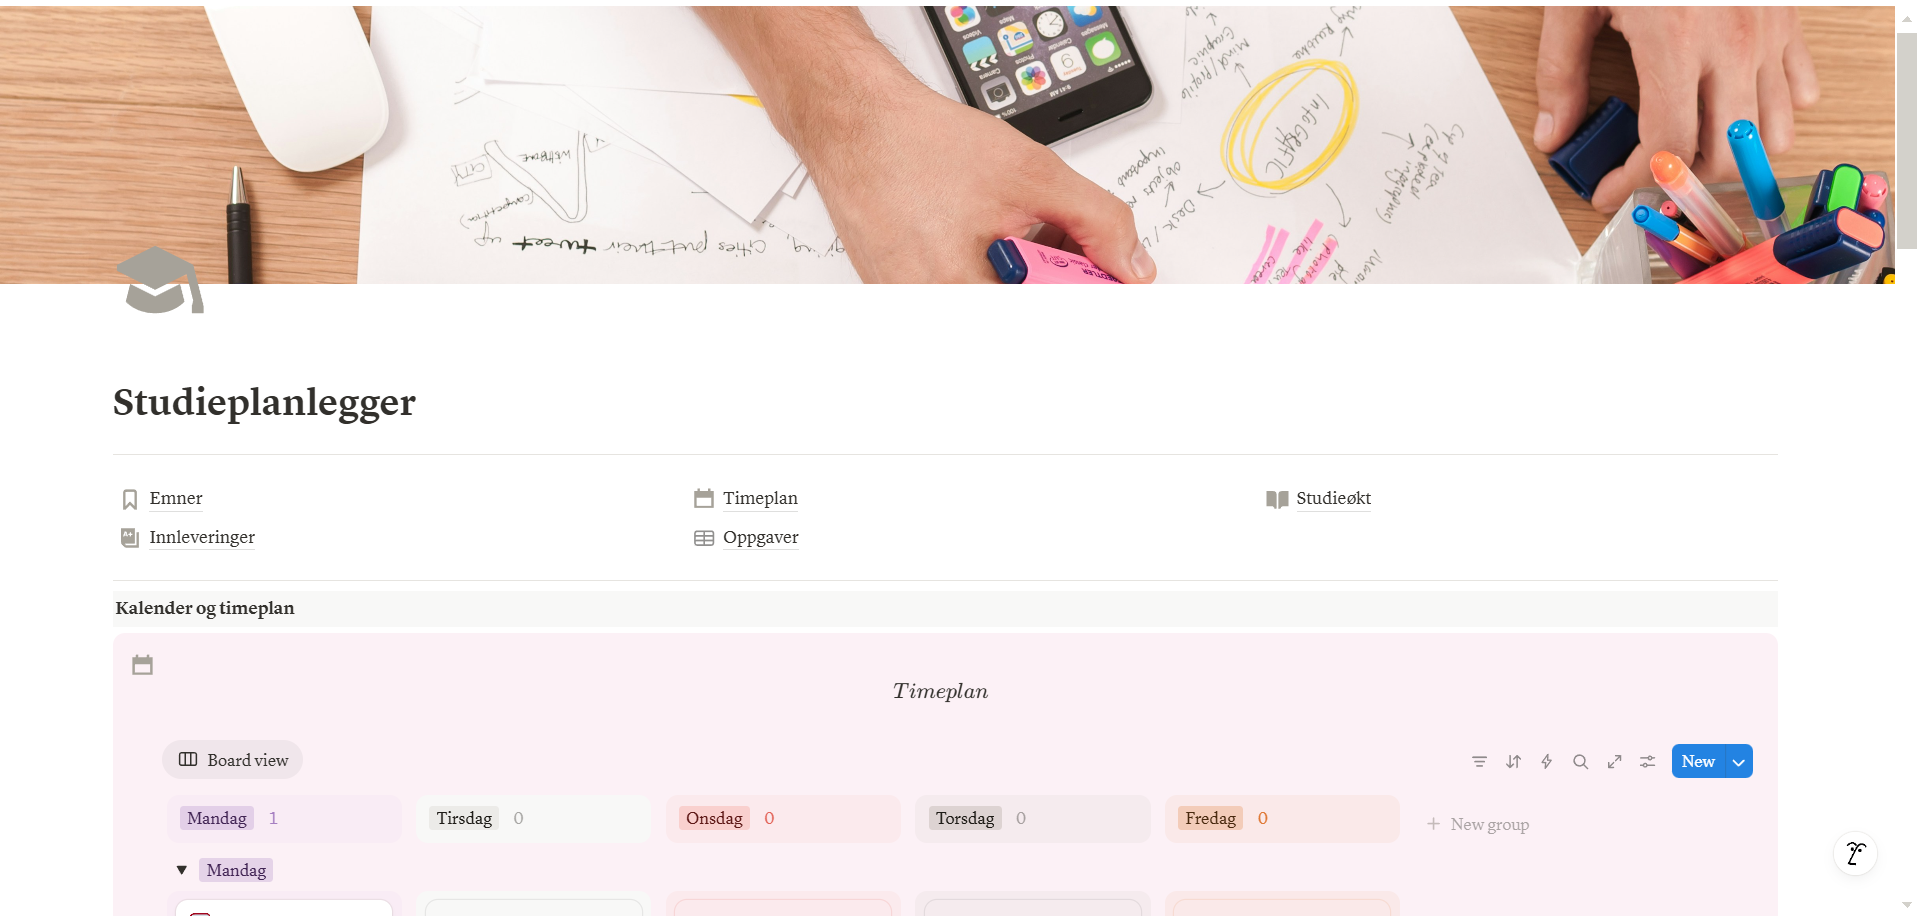 Studieplanlegger
Emner
Timeplan
Studieøkt
Innleveringer
Oppgaver
Kalender og timeplan
Timeplan
Board view
New
Mandag 1
Tirsdag 0
Onsdag 0
Torsdag 0
Fredag 0
+ New group
Mandag